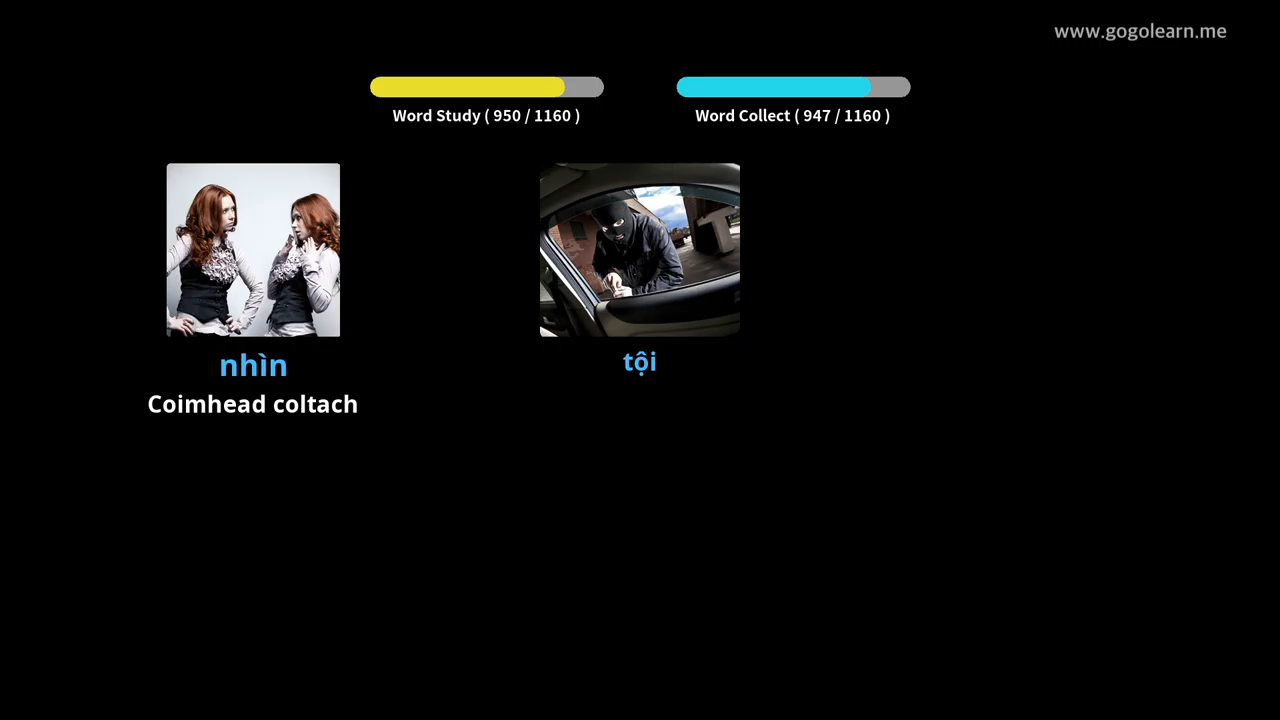 www.gogolearn.me
Word Study ( 950 / 1160 )
Word Collect ( 947 / 1160 )
nhìn
Coimhead coltach
tội